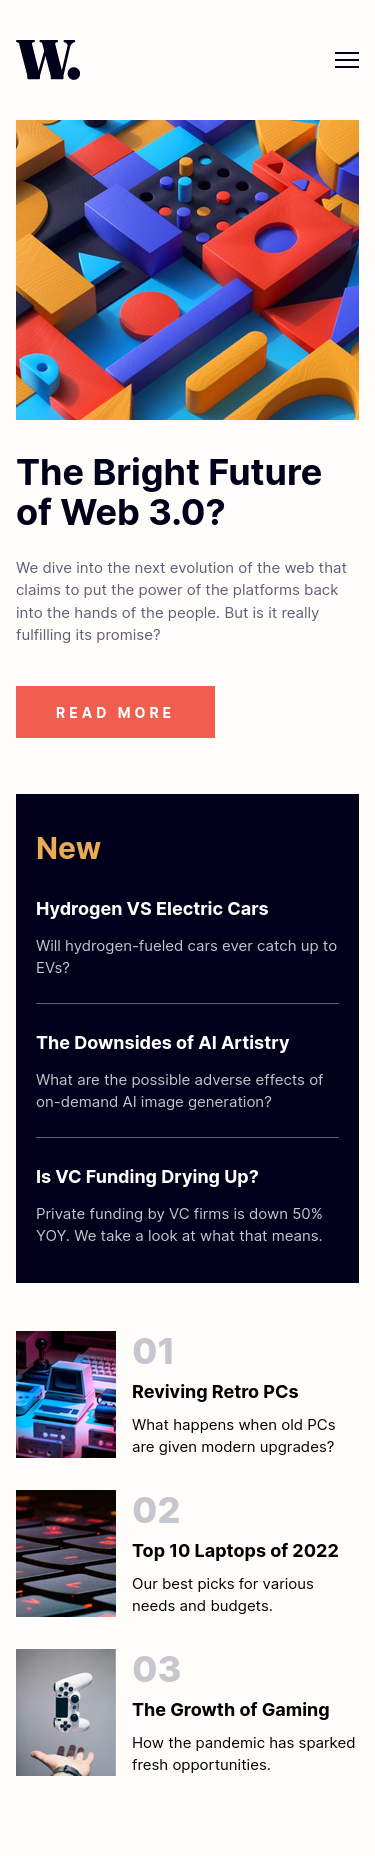 W.
The Bright Future
of Web 3.0?
We dive into the next evolution of the web that
claims to put the power of the platforms back
into the hands of the people. But is it really
fulfilling its promise?
READ MORE
New
Hydrogen VS Electric Cars
Will hydrogen-fueled cars ever catch up to
EVs?
The Downsides of AI Artistry
What are the possible adverse effects of
on-demand AI image generation?
Is VC Funding Drying Up?
Private funding by VC firms is down 50%
YOY. We take a look at what that means.
01
Reviving Retro PCs
What happens when old PCs
are given modern upgrades?
02
Top 10 Laptops of 2022
Our best picks for various
needs and budgets.
03
The Growth of Gaming
How the pandemic has sparked
fresh opportunities.